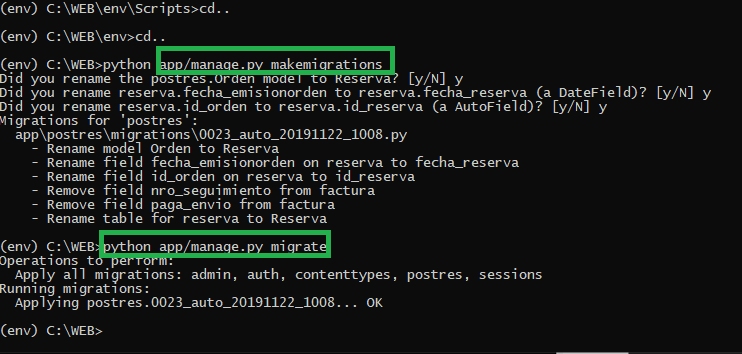 (env) C:\WEB\env\Scripts>cd..
(env) C:\WEB\env>cd..
(env) C:\WEB>python app/manage.py makemigrations
Did you rename the postres.Orden model to Reserva? [y/N] y
Did you rename reserva.fecha_emisionorden to reserva.fecha_reserva (a DateField)? [y/N] y
Did you rename reserva.id_orden to reserva.id_reserva (a AutoField)? [y/N] y
Migrations for 'postres':
app\postres\migrations\0023_auto_20191122_1008.py
- Rename model Orden to Reserva
- Rename field fecha_emisionorden on reserva to fecha_reserva
- Rename field id_orden on reserva to id_reserva
- Remove field nro_seguimiento from factura
- Remove field paga_envio from factura
- Rename table for reserva to Reserva
(env) C:\WEB>python app/manage.py migrate
Operations to perform:
Apply all migrations: admin, auth, contenttypes, postres, sessions
Running migrations:
Applying postres.0023_auto_20191122_1008... OK
(env) C:\WEB>